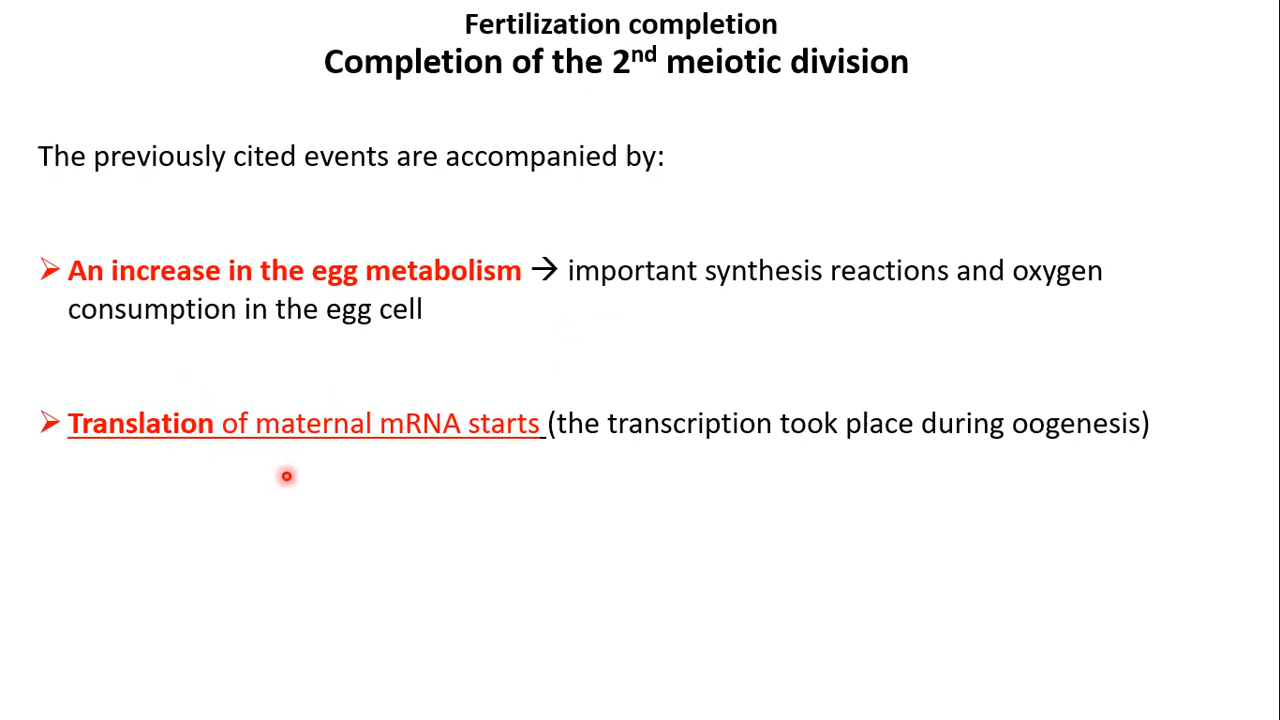 Fertilization completion
Completion of the 2nd meiotic division
The previously cited events are accompanied by:
➢ An increase in the egg metabolism → important synthesis reactions and oxygen
consumption in the egg cell
➢ Translation of maternal mRNA starts (the transcription took place during oogenesis)